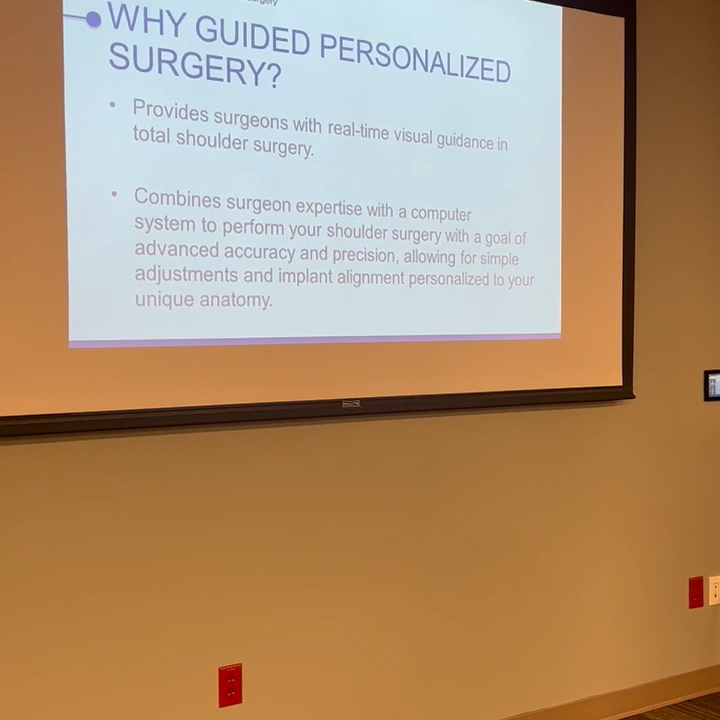 WHY GUIDED PERSONALIZED
SURGERY?
• Provides surgeons with real-time visual guidance in
total shoulder surgery.
• Combines surgeon expertise with a computer
system to perform your shoulder surgery with a goal of
advanced accuracy and precision, allowing for simple
adjustments and implant alignment personalized to your
unique anatomy.